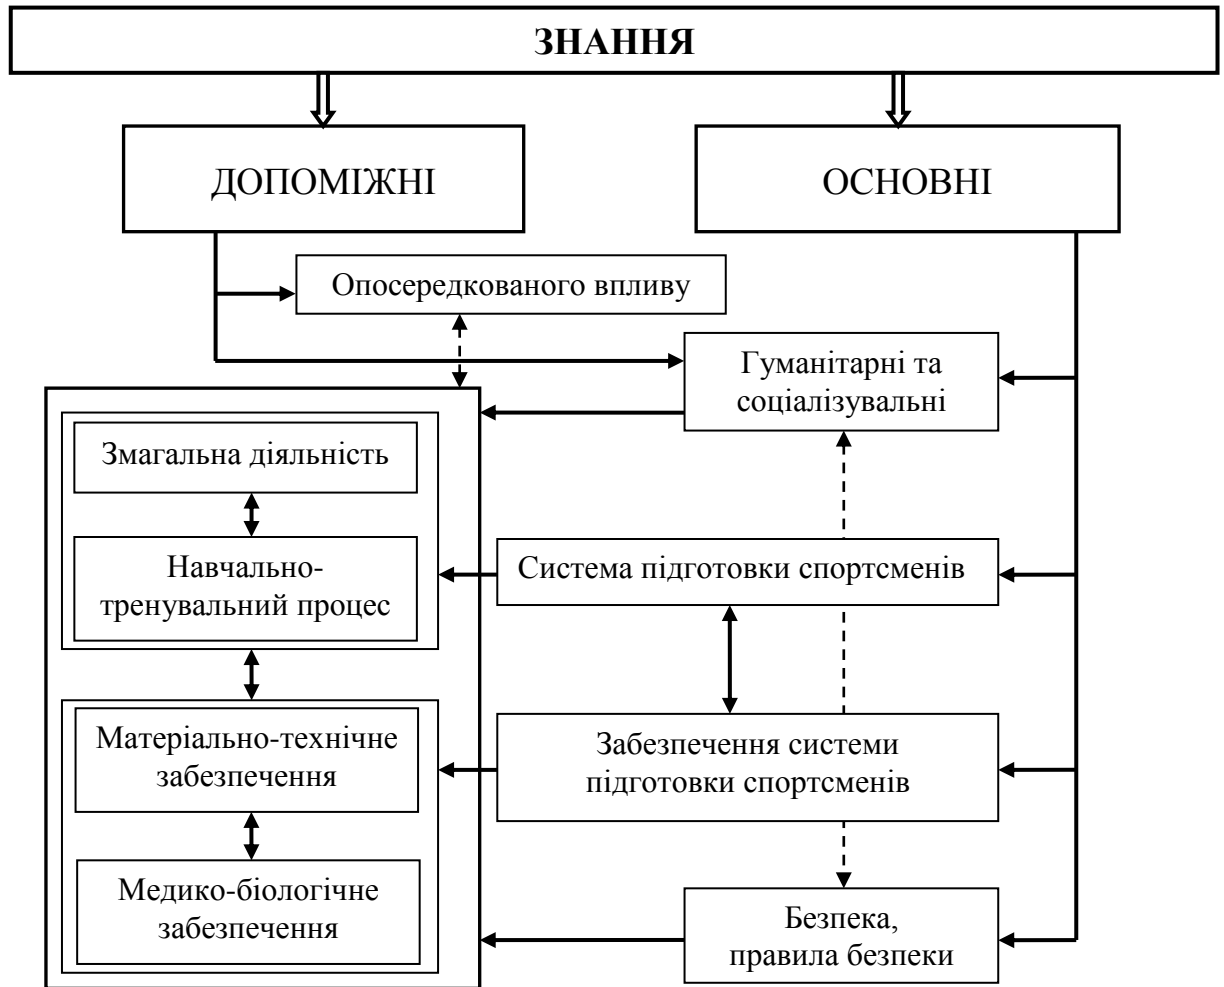 ЗНАННЯ
ДОПОМІЖНІ
ОСНОВНІ
Опосередкованого впливу
Гуманітарні та
соціалізувальні
Змагальна діяльність
Навчально-
тренувальний процес
Система підготовки спортсменів
Матеріально-технічне
забезпечення
Забезпечення системи
підготовки спортсменів
Медико-біологічне
забезпечення
Безпека,
правила безпеки